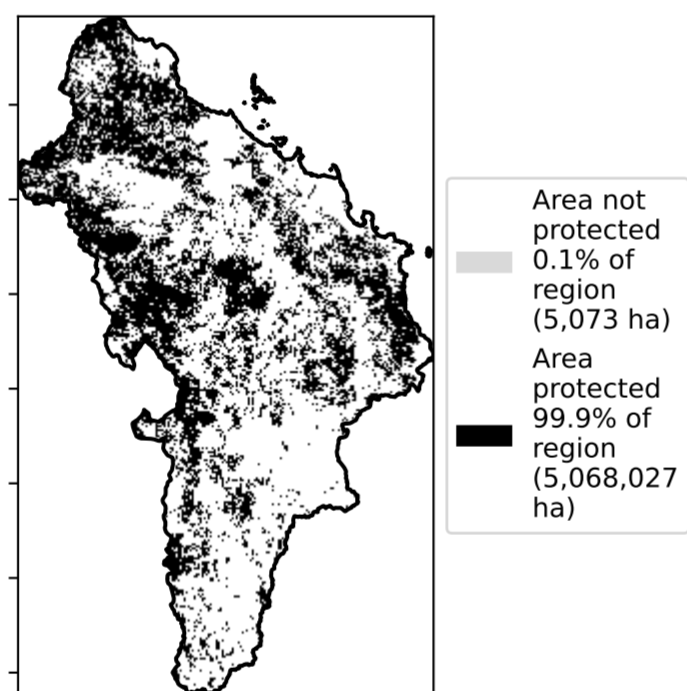 Area not
protected
0.1% of
region
(5,073 ha)
Area
protected
99.9% of
region
(5,068,027
ha)